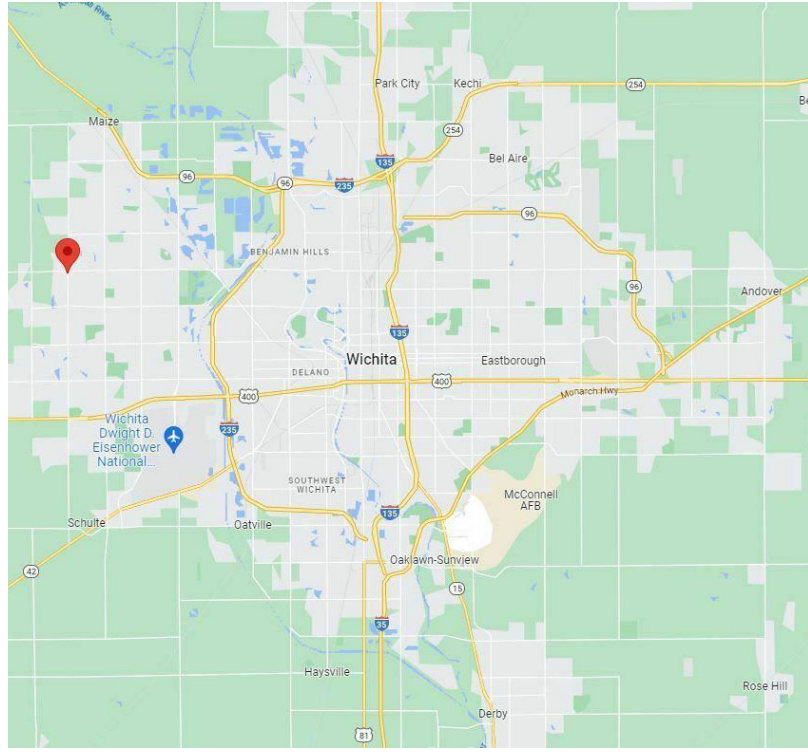 Park City
Kechi
254
254
Maize
135
Bel Aire
96
96
235
96
BENJAMIN HILLS
96
Andover
135
Wichita
Eastborough
DELANO
400
400
Monarch Hwy
Wichita
Dwight D.
Eisenhower
National...
235
SOUTHWEST
WICHITA
McConnell
AFB
135
Schulte
Oatville
Oaklawn-Sunview
42
15
35
Haysville
Rose Hill
Derby
81